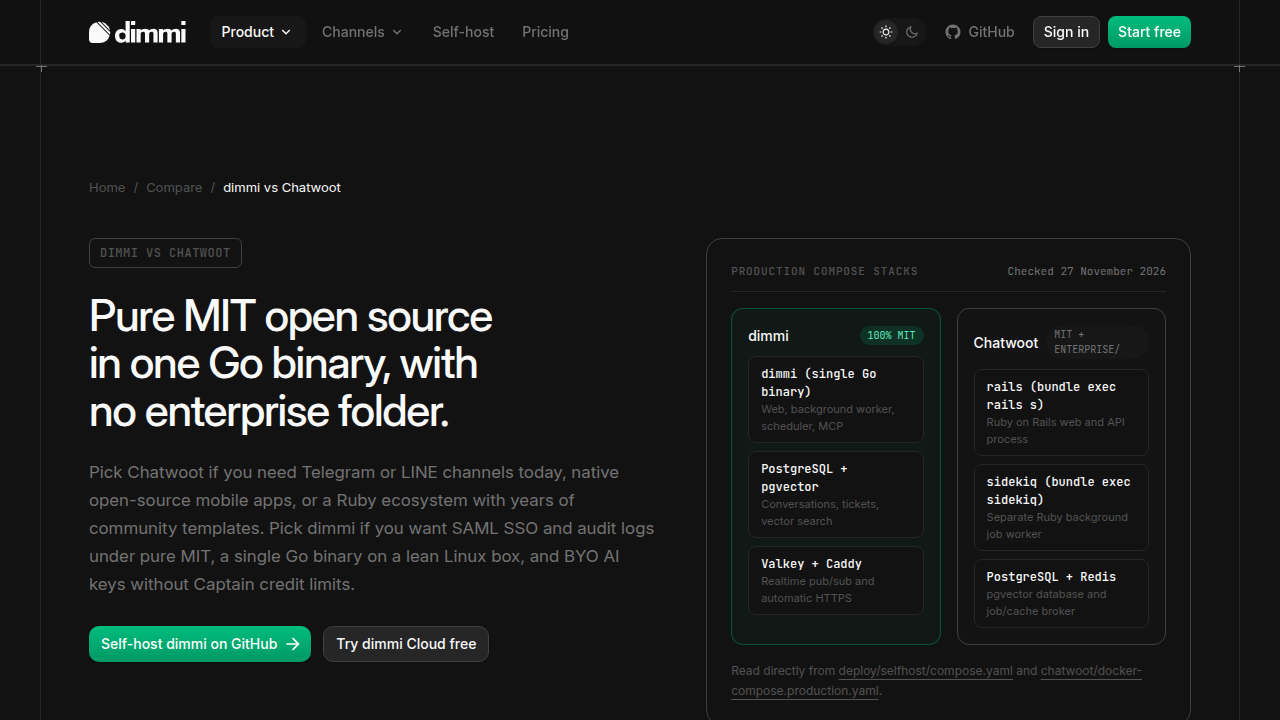 dimmi
Product
Channels
Self-host
Pricing
GitHub
Sign in
Start free
Home / Compare / dimmi vs Chatwoot
DIMMI VS CHATWOOT
Pure MIT open source
in one Go binary, with
no enterprise folder.
Pick Chatwoot if you need Telegram or LINE channels today, native
open-source mobile apps, or a Ruby ecosystem with years of
community templates. Pick dimmi if you want SAML SSO and audit logs
under pure MIT, a single Go binary on a lean Linux box, and BYO AI
keys without Captain credit limits.
Self-host dimmi on GitHub
Try dimmi Cloud free
PRODUCTION COMPOSE STACKS
Checked 27 November 2026
dimmi
100% MIT
dimmi (single Go
binary)
Web, background worker,
scheduler, MCP
PostgreSQL +
pgvector
Conversations, tickets,
vector search
Valkey + Caddy
Realtime pub/sub and
automatic HTTPS
Chatwoot
MIT +
ENTERPRISE/
rails (bundle exec
rails s)
Ruby on Rails web and API
process
sidekiq (bundle exec
sidekiq)
Separate Ruby background
job worker
PostgreSQL + Redis
pgvector database and
job/cache broker
Read directly from deploy/selfhost/compose.yaml and chatwoot/docker-
compose.production.yaml.